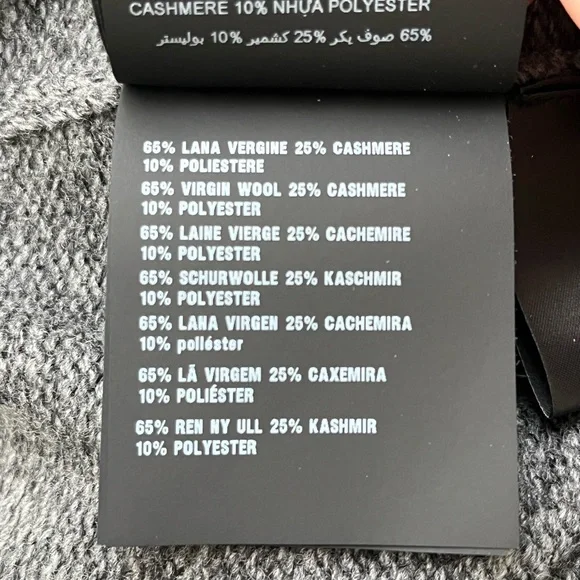 CASHMERE 10% NHỰA POLYESTER
65% صوف بكر 25% كشمير 10% بوليستر
65% LANA VERGINE 25% CASHMERE
10% POLIESTERE
65% VIRGIN WOOL 25% CASHMERE
10% POLYESTER
65% LAINE VIERGE 25% CACHEMIRE
10% POLYESTER
65% SCHURWOLLE 25% KASCHMIR
10% POLYESTER
65% LANA VIRGEN 25% CACHEMIRA
10% poliéster
65% LÃ VIRGEM 25% CAXEMIRA
10% POLIÉSTER
65% REN NY ULL 25% KASHMIR
10% POLYESTER